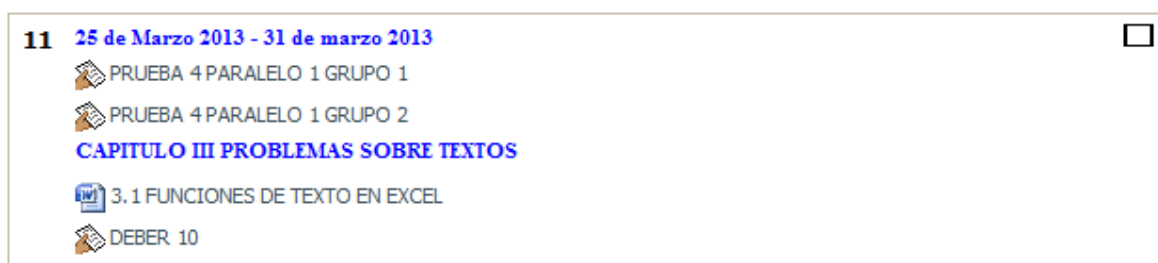 11 25 de Marzo 2013 - 31 de marzo 2013
PRUEBA 4 PARALELO 1 GRUPO 1
PRUEBA 4 PARALELO 1 GRUPO 2
CAPITULO III PROBLEMAS SOBRE TEXTOS
3.1 FUNCIONES DE TEXTO EN EXCEL
DEBER 10